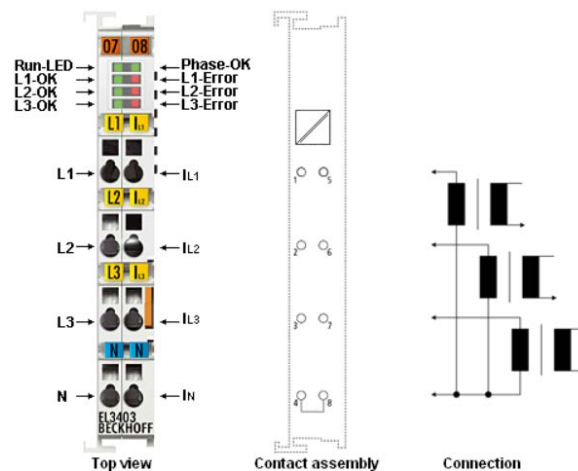 07 08
Run-LED Phase-OK
L1-OK L1-Error
L2-OK L2-Error
L3-OK L3-Error
L1 IL1
L1 IL1
1 5
L2 IL2
L2 IL2
2 6
L3 IL3
L3 IL3
3 7
N N
N IN
4 8
EL3403
BECKHOFF
Top view Contact assembly Connection